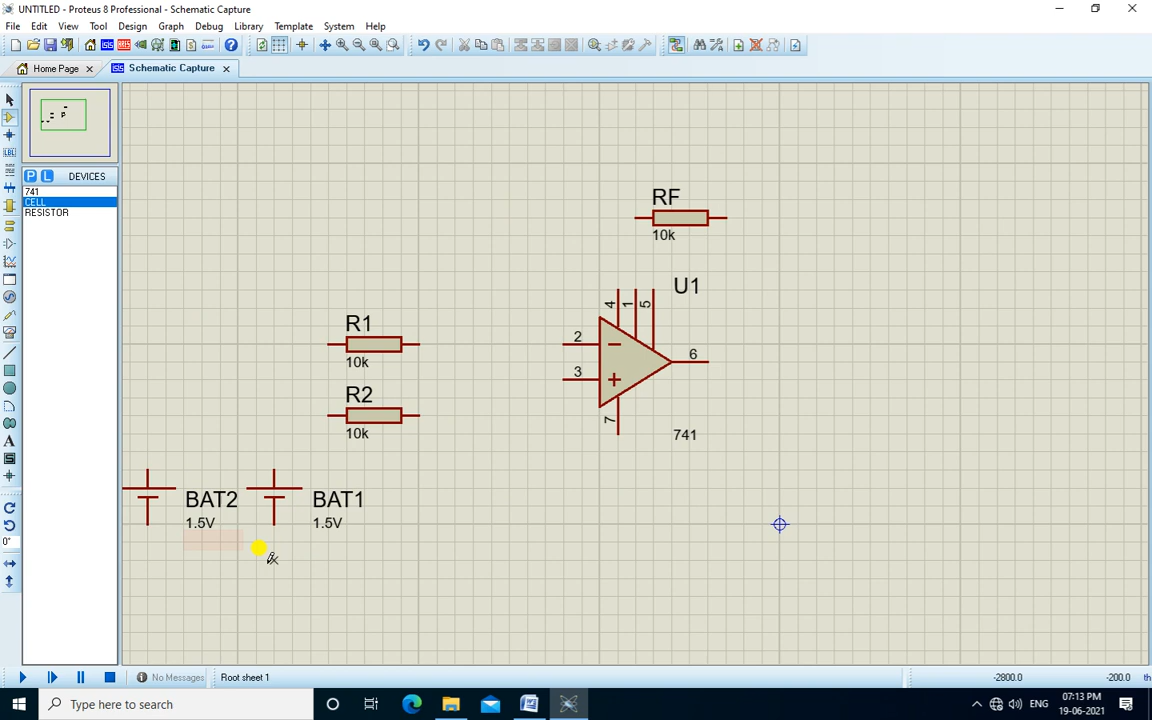 UNTITLED - Proteus 8 Professional - Schematic Capture
File Edit View Tool Design Graph Debug Library Template System Help
Home Page Schematic Capture
P L DEVICES
741
CELL
RESISTOR
LBL
A
S
0°
RF
10k
U1
4 1 5
2
3
6
7
741
R1
10k
R2
10k
BAT2
1.5V
BAT1
1.5V
No Messages Root sheet 1 -2800.0 -200.0 th
Type here to search
ENG
07:13 PM
19-06-2021